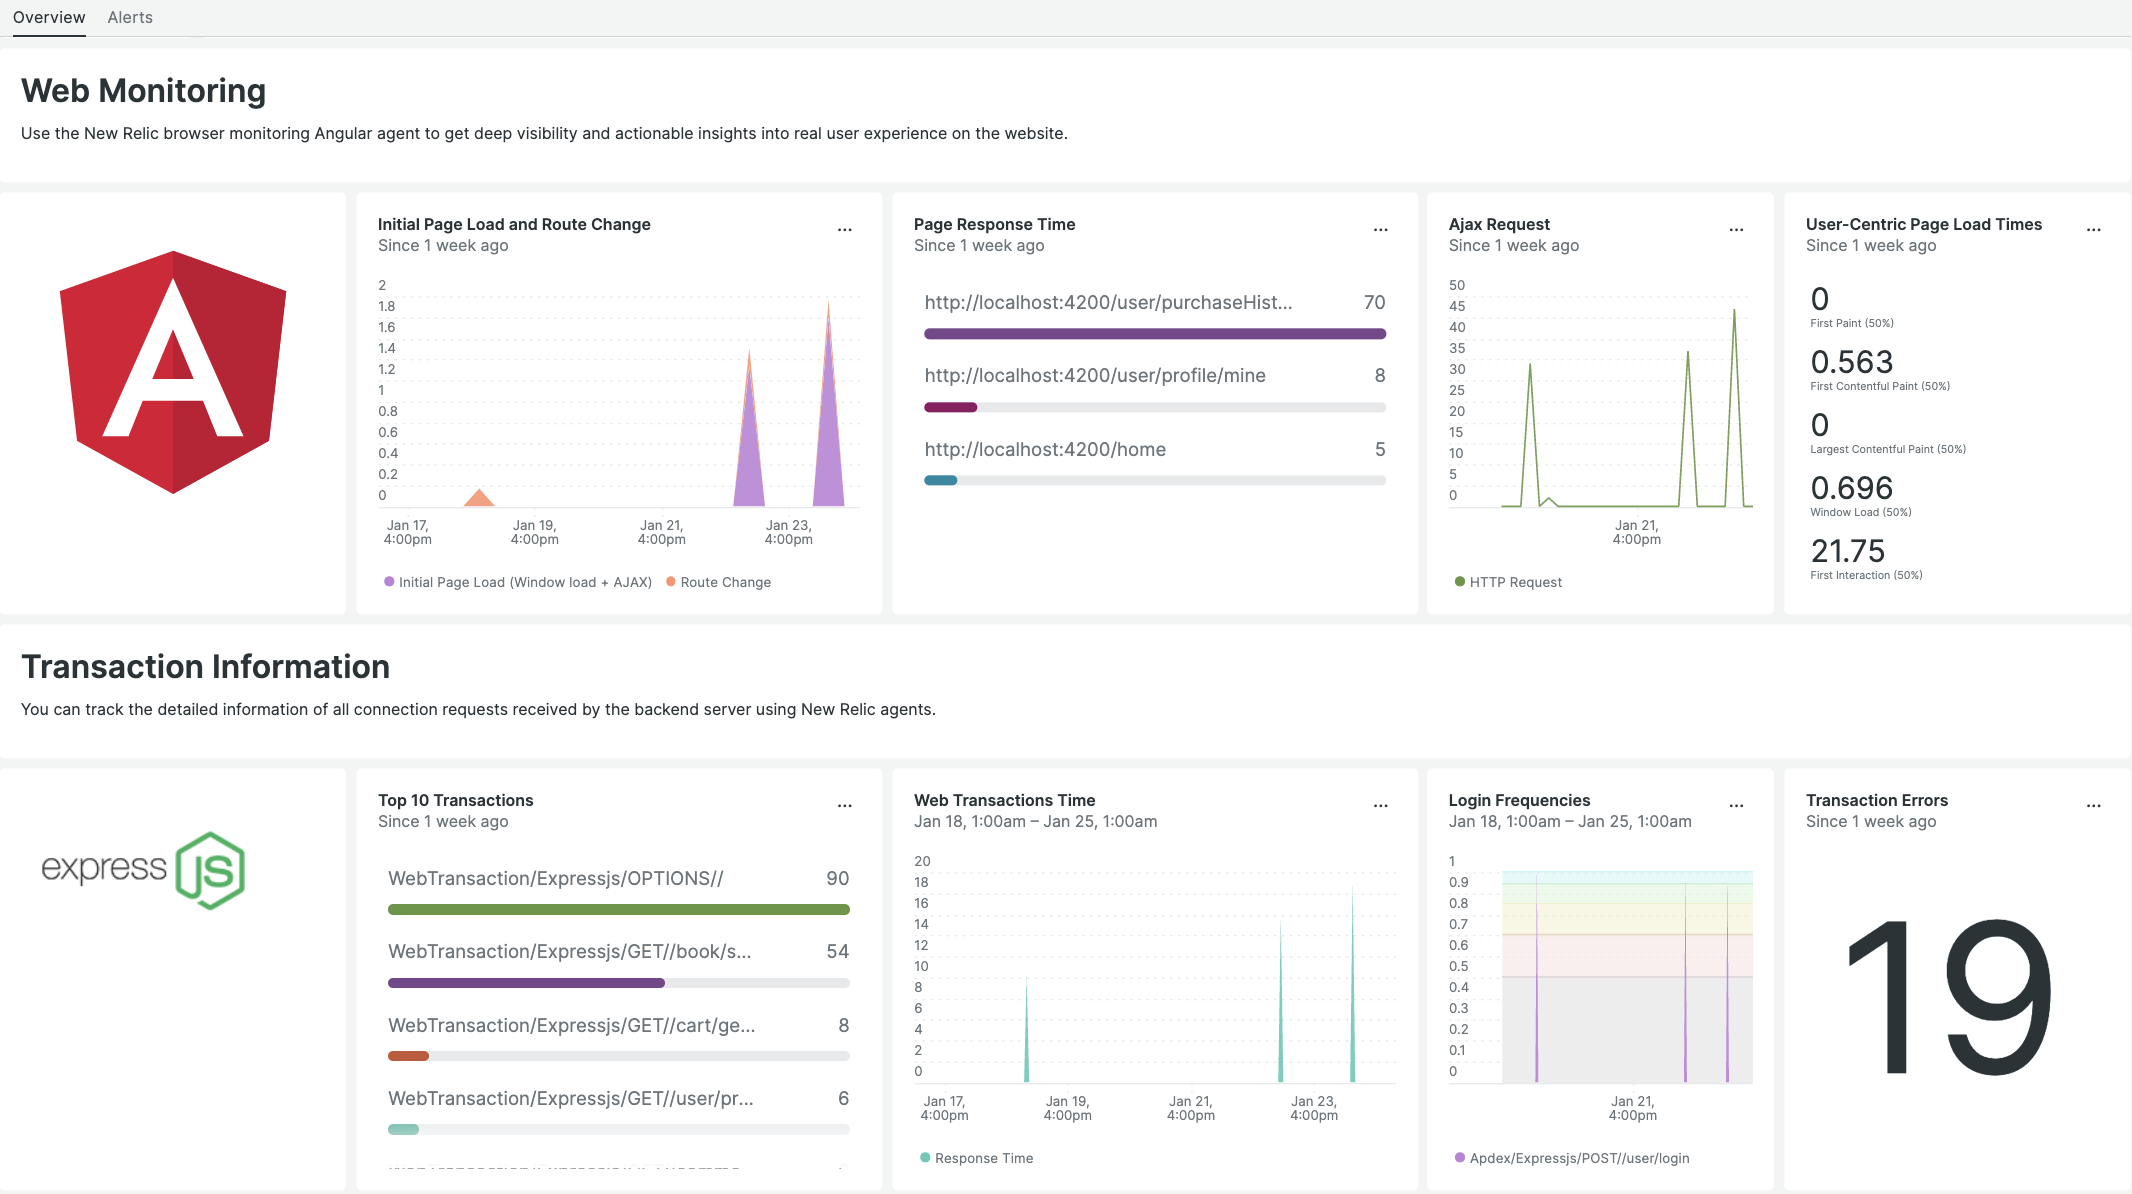 Overview
Alerts
Web Monitoring
Use the New Relic browser monitoring Angular agent to get deep visibility and actionable insights into real user experience on the website.
A
Initial Page Load and Route Change
...
Since 1 week ago
2
1.8
1.6
1.4
1.2
1
0.8
0.6
0.4
0.2
0
Jan 17,
4:00pm
Jan 19,
4:00pm
Jan 21,
4:00pm
Jan 23,
4:00pm
Initial Page Load (Window load + AJAX)
Route Change
Page Response Time
...
Since 1 week ago
http://localhost:4200/user/purchaseHist...
70
http://localhost:4200/user/profile/mine
8
http://localhost:4200/home
5
Ajax Request
...
Since 1 week ago
50
45
40
35
30
25
20
15
10
5
0
Jan 21,
4:00pm
HTTP Request
User-Centric Page Load Times
...
Since 1 week ago
0
First Paint (50%)
0.563
First Contentful Paint (50%)
0
Largest Contentful Paint (50%)
0.696
Window Load (50%)
21.75
First Interaction (50%)
Transaction Information
You can track the detailed information of all connection requests received by the backend server using New Relic agents.
express JS
Top 10 Transactions
...
Since 1 week ago
WebTransaction/Expressjs/OPTIONS//
90
WebTransaction/Expressjs/GET//book/s...
54
WebTransaction/Expressjs/GET//cart/ge...
8
WebTransaction/Expressjs/GET//user/pr...
6
Web Transactions Time
...
Jan 18, 1:00am – Jan 25, 1:00am
20
18
16
14
12
10
8
6
4
2
0
Jan 17,
4:00pm
Jan 19,
4:00pm
Jan 21,
4:00pm
Jan 23,
4:00pm
Response Time
Login Frequencies
...
Jan 18, 1:00am – Jan 25, 1:00am
1
0.9
0.8
0.7
0.6
0.5
0.4
0.3
0.2
0.1
0
Jan 21,
4:00pm
Apdex/Expressjs/POST//user/login
Transaction Errors
...
Since 1 week ago
19